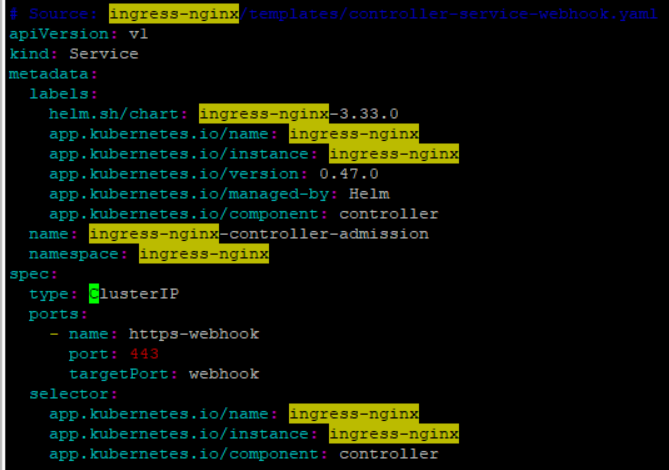 # Source: ingress-nginx/templates/controller-service-webhook.yaml
apiVersion: v1
kind: Service
metadata:
  labels:
    helm.sh/chart: ingress-nginx-3.33.0
    app.kubernetes.io/name: ingress-nginx
    app.kubernetes.io/instance: ingress-nginx
    app.kubernetes.io/version: 0.47.0
    app.kubernetes.io/managed-by: Helm
    app.kubernetes.io/component: controller
  name: ingress-nginx-controller-admission
  namespace: ingress-nginx
spec:
  type: ClusterIP
  ports:
    - name: https-webhook
      port: 443
      targetPort: webhook
  selector:
    app.kubernetes.io/name: ingress-nginx
    app.kubernetes.io/instance: ingress-nginx
    app.kubernetes.io/component: controller